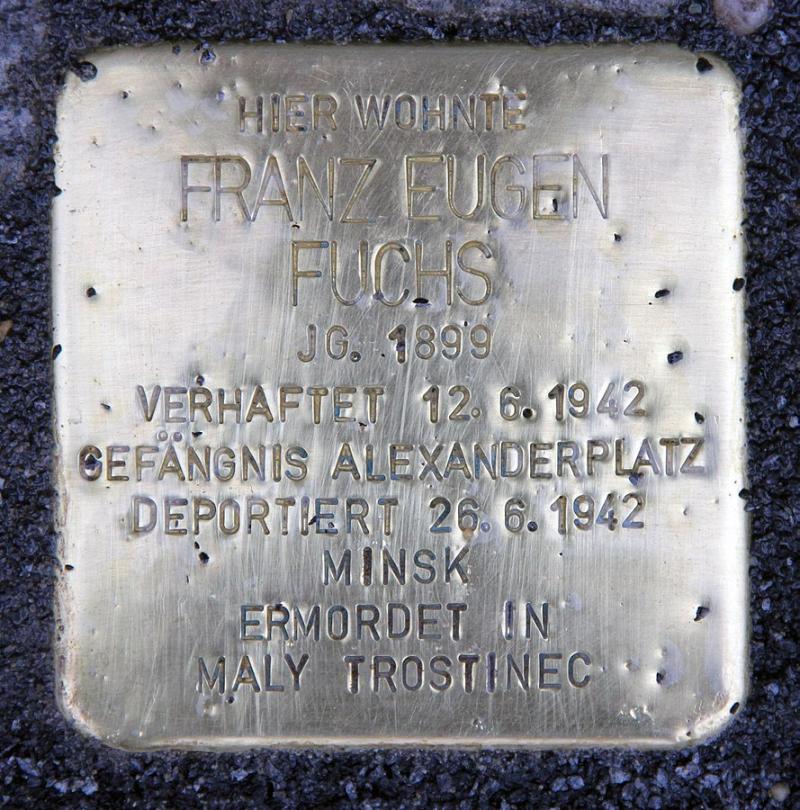 HIER WOHNTE
FRANZ EUGEN
FUCHS
JG. 1899
VERHAFTET 12. 6. 1942
GEFÄNGNIS ALEXANDERPLATZ
DEPORTIERT 26. 6. 1942
MINSK
ERMORDET IN
MALY TROSTINEC